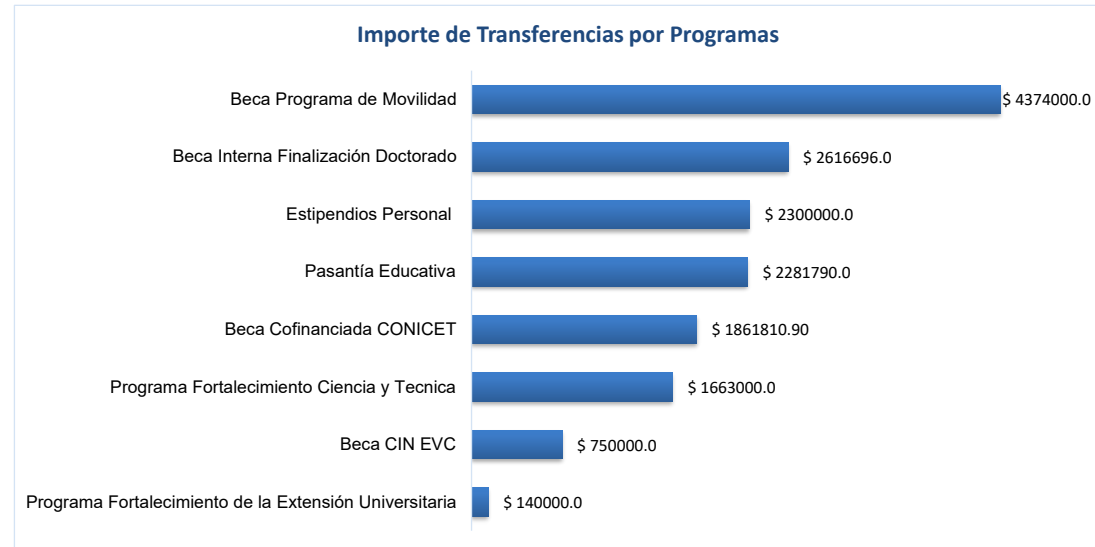 Importe de Transferencias por Programas
Beca Programa de Movilidad $ 4374000.0
Beca Interna Finalización Doctorado $ 2616696.0
Estipendios Personal $ 2300000.0
Pasantía Educativa $ 2281790.0
Beca Cofinanciada CONICET $ 1861810.90
Programa Fortalecimiento Ciencia y Tecnica $ 1663000.0
Beca CIN EVC $ 750000.0
Programa Fortalecimiento de la Extensión Universitaria $ 140000.0